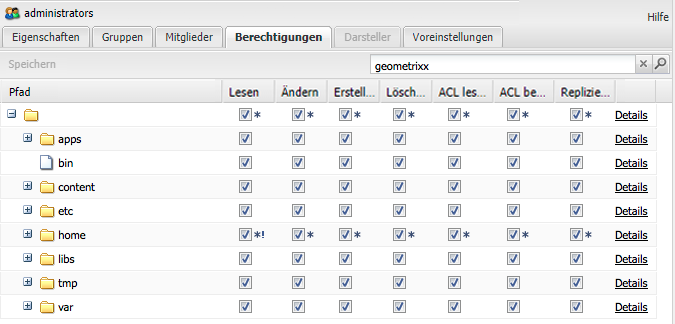 administrators
Hilfe
Eigenschaften Gruppen Mitglieder Berechtigungen Darsteller Voreinstellungen
Speichern geometrixx
Pfad Lesen Ändern Erstell... Lösch... ACL les... ACL be... Replizie...
* * * * * * * Details
apps Details
bin Details
content Details
etc Details
home *! * * * * * * Details
libs Details
tmp Details
var Details